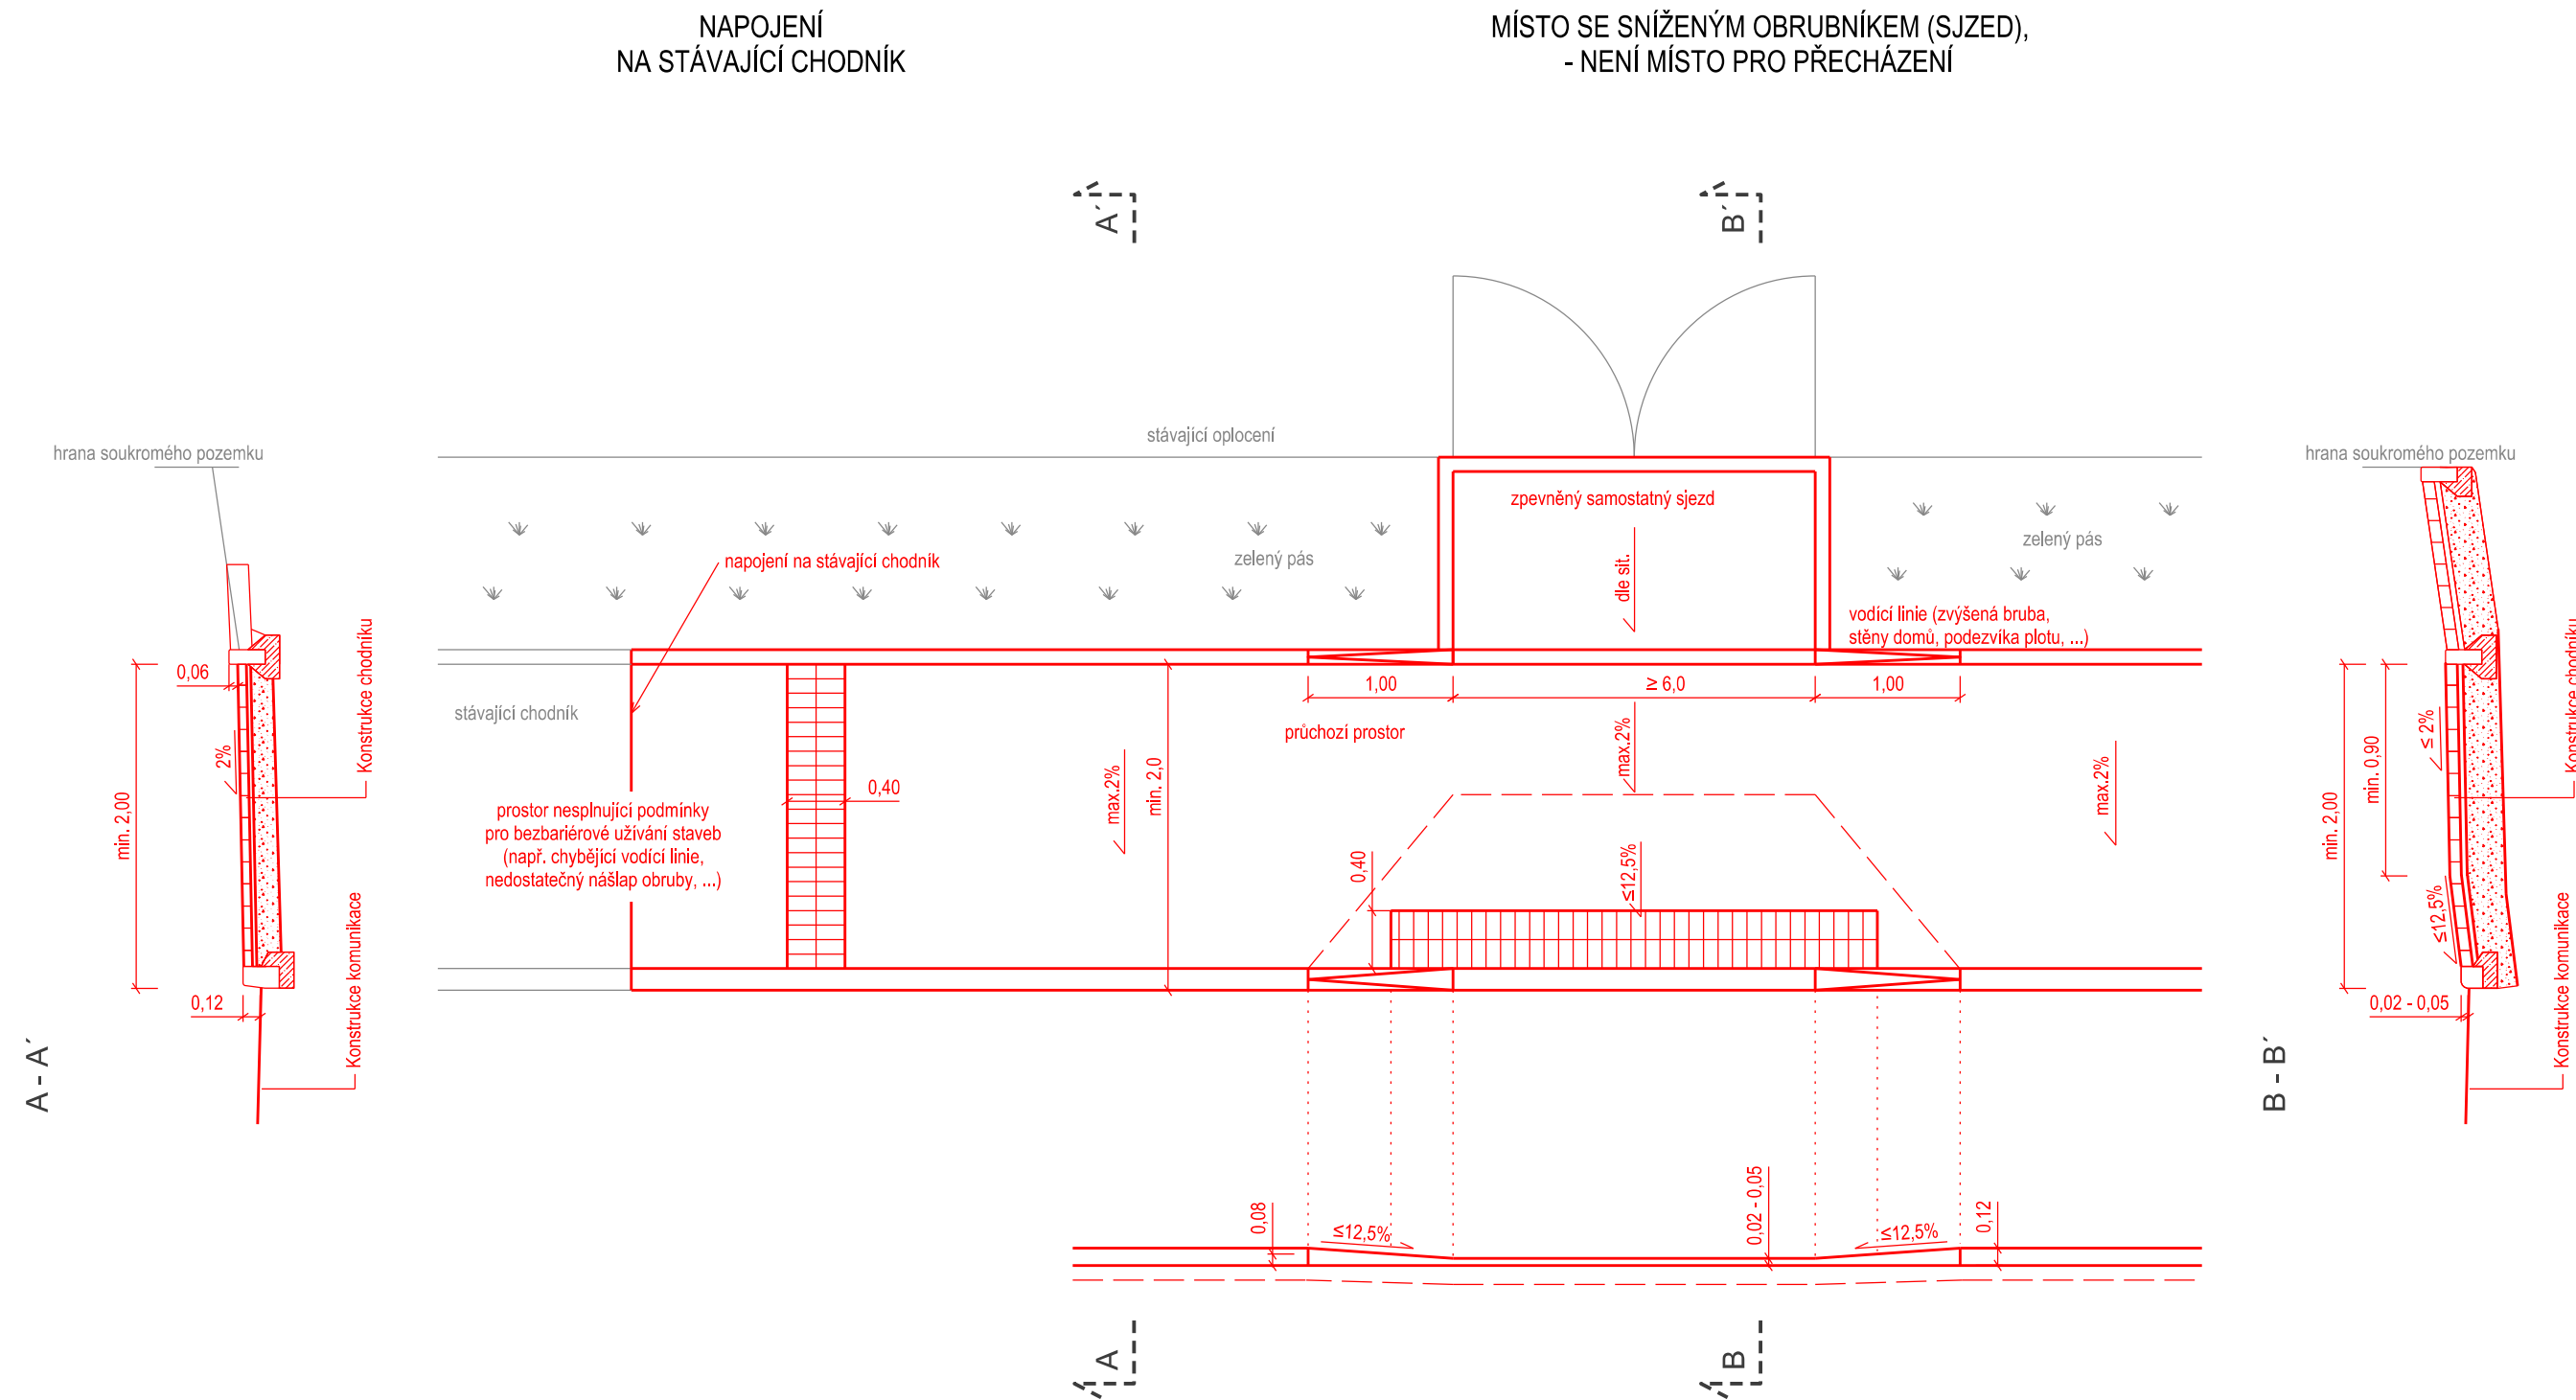 NAPOJENÍ
NA STÁVAJÍCÍ CHODNÍK
MÍSTO SE SNÍŽENÝM OBRUBNÍKEM (SJZED),
- NENÍ MÍSTO PRO PŘECHÁZENÍ
A´
B´
hrana soukromého pozemku
0,06
2%
min. 2,00
0,12
Konstrukce chodníku
Konstrukce komunikace
A - A´
stávající oplocení
zpevněný samostatný sjezd
dle sit.
zelený pás
zelený pás
napojení na stávající chodník
vodící linie (zvýšená bruba,
stěny domů, podezvíka plotu, ...)
stávající chodník
1,00
≥ 6,0
1,00
průchozí prostor
max.2%
max.2%
max.2%
min. 2,0
0,40
prostor nesplnující podmínky
pro bezbariérové užívání staveb
(např. chybějící vodící linie,
nedostatečný nášlap obruby, ...)
0,40
≤12,5%
0,08
≤12,5%
0,02 - 0,05
≤12,5%
0,12
A
B
hrana soukromého pozemku
≤ 2%
min. 0,90
min. 2,00
≤12,5%
0,02 - 0,05
Konstrukce chodníku
Konstrukce komunikace
B - B´